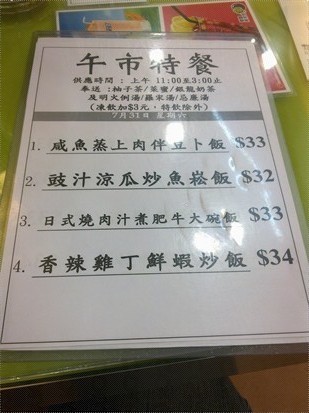 午市特餐
供應時間：上午 11:00至3:00止
奉送：柚子茶/菜蜜/銀龍奶茶
及明火例湯/羅宋湯/忌廉湯
(凍飲加$3元，特飲除外)
7月31日 星期六
1. 咸魚蒸上肉伴豆卜飯 $33
2. 豉汁涼瓜炒魚崧飯 $32
3. 日式燒肉汁煮肥牛大碗飯 $33
4. 香辣雞丁鮮蝦炒飯 $34